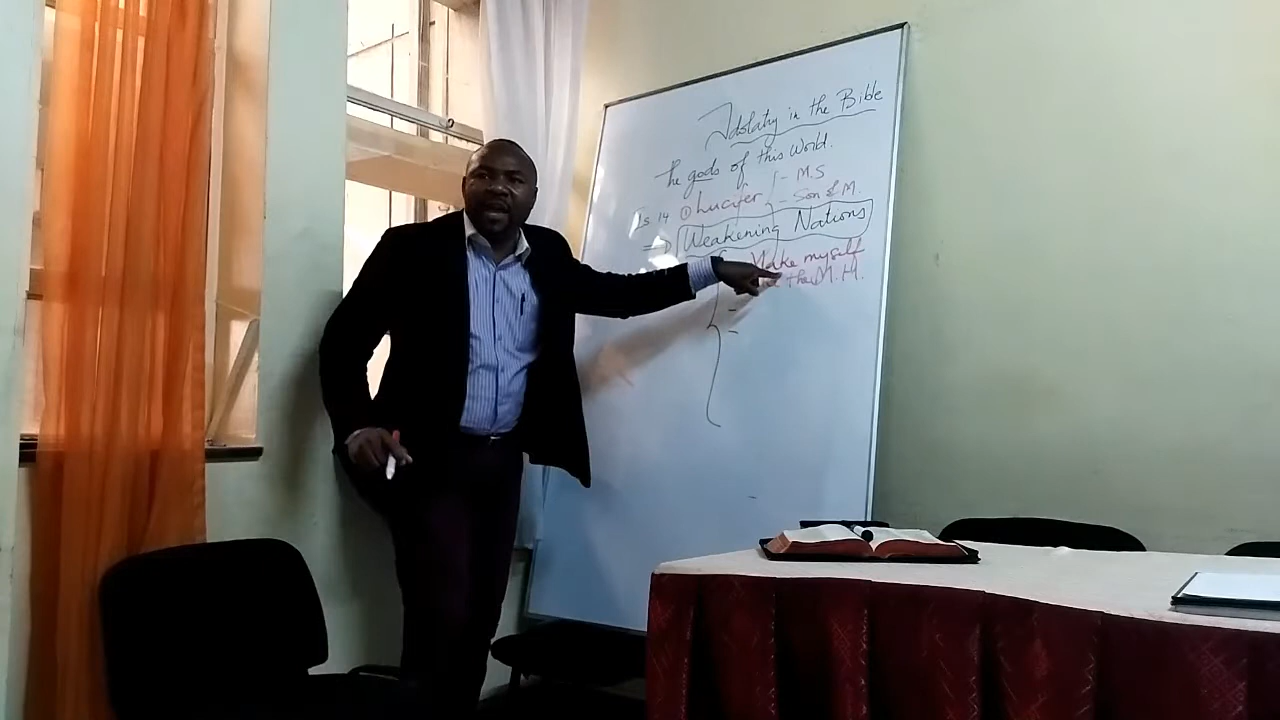 Idolatry in the Bible
The gods of this World.
Is. 14 ① Lucifer { - M.S
- Son of M.
=> Weakening Nations
Make myself
the M.H.